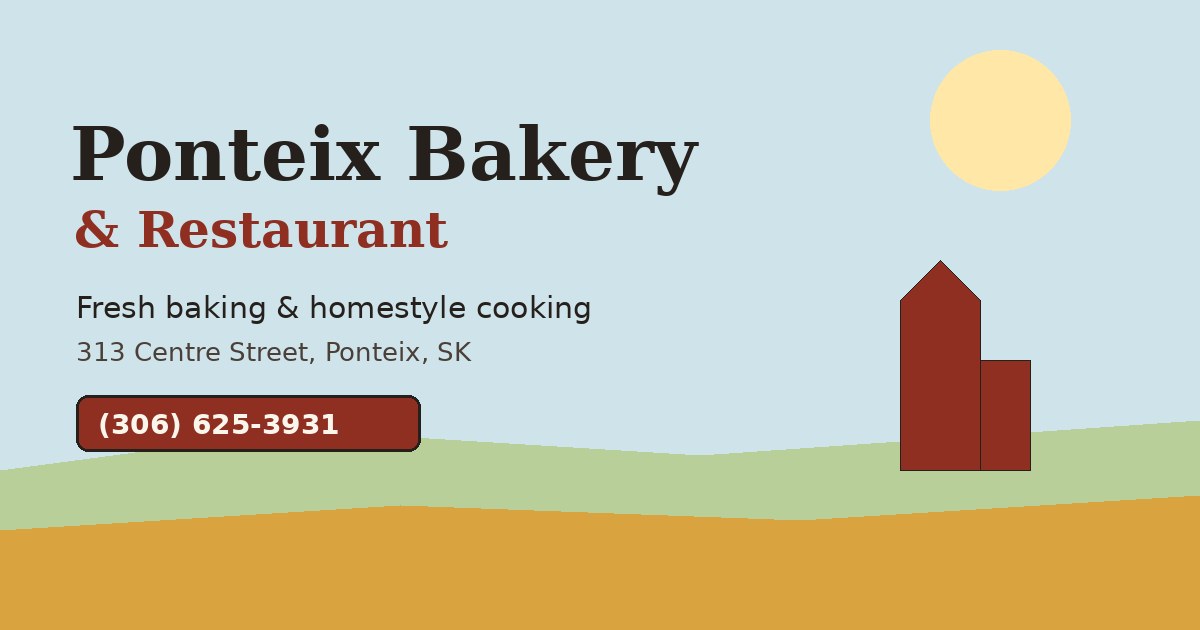 Ponteix Bakery
& Restaurant
Fresh baking & homestyle cooking
313 Centre Street, Ponteix, SK
(306) 625-3931